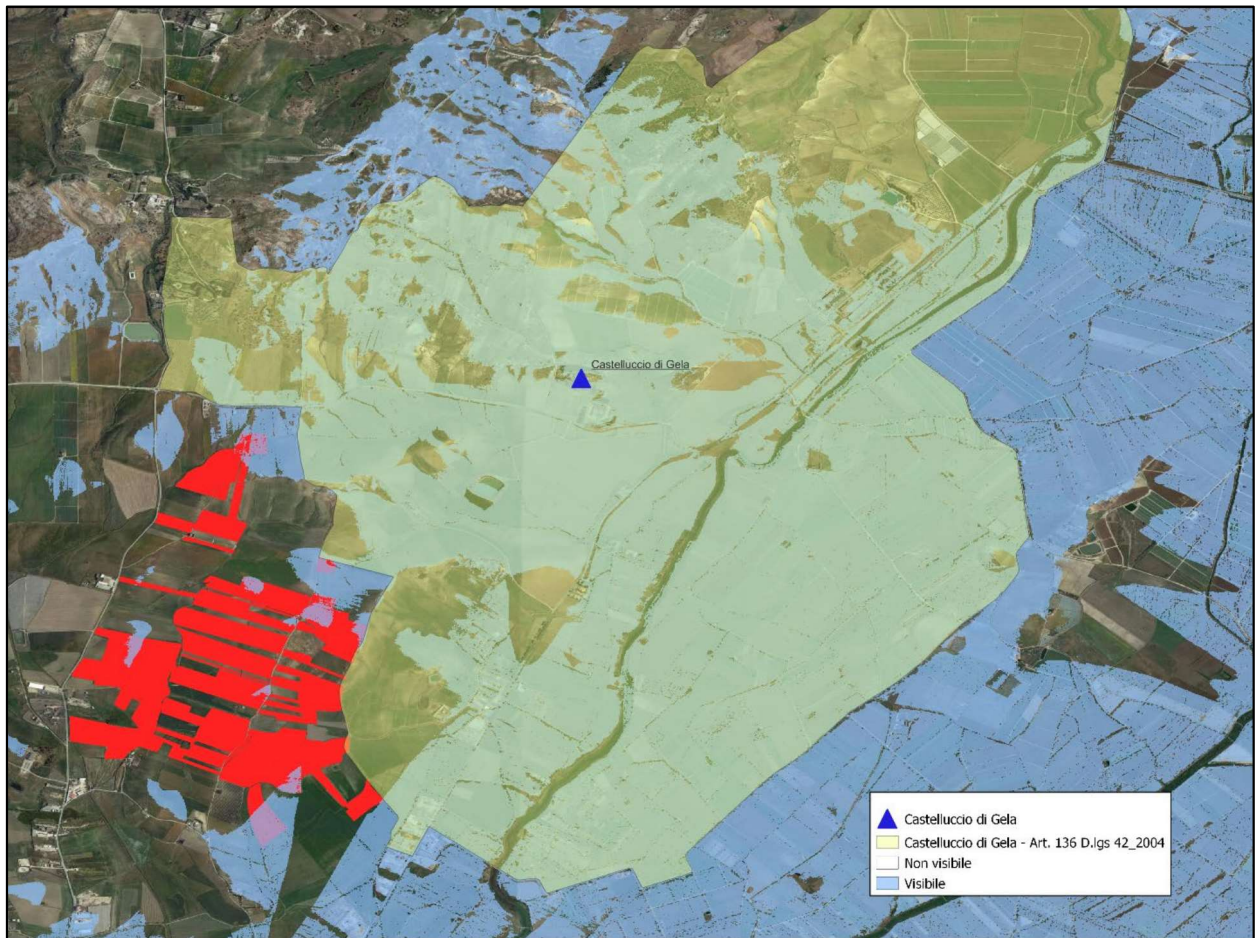 Castelluccio di Gela
Castelluccio di Gela
Castelluccio di Gela - Art. 136 D.lgs 42_2004
Non visibile
Visibile